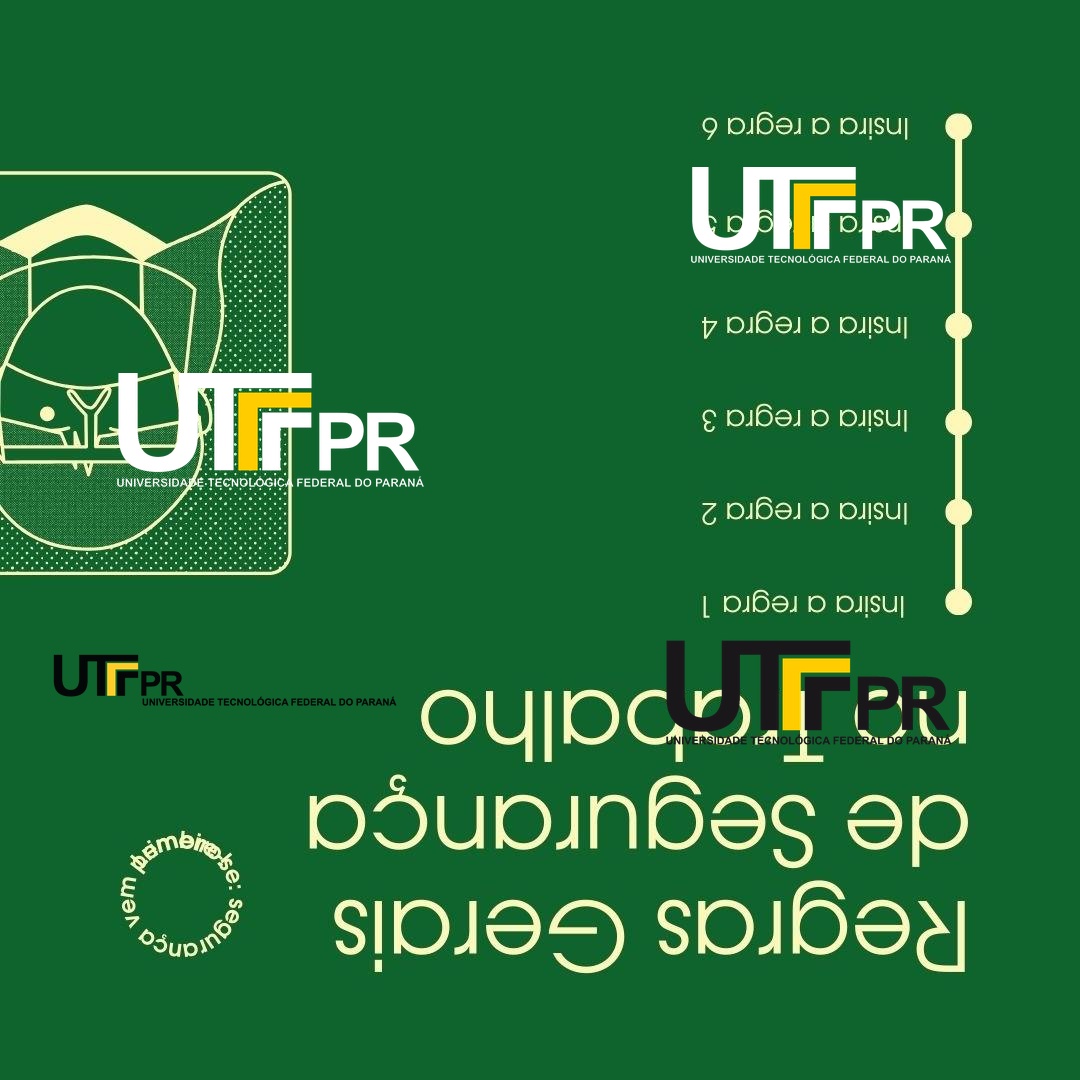 Regras Gerais
de Segurança
no Trabalho
Insira a regra 1
Insira a regra 2
Insira a regra 3
Insira a regra 4
Insira a regra 5
Insira a regra 6
UTFPR
UNIVERSIDADE TECNOLÓGICA FEDERAL DO PARANÁ
UTFPR
UNIVERSIDADE TECNOLÓGICA FEDERAL DO PARANÁ
UTFPR
UNIVERSIDADE TECNOLÓGICA FEDERAL DO PARANÁ
UTFPR
UNIVERSIDADE TECNOLÓGICA FEDERAL DO PARANÁ
segurança vem primeiro!